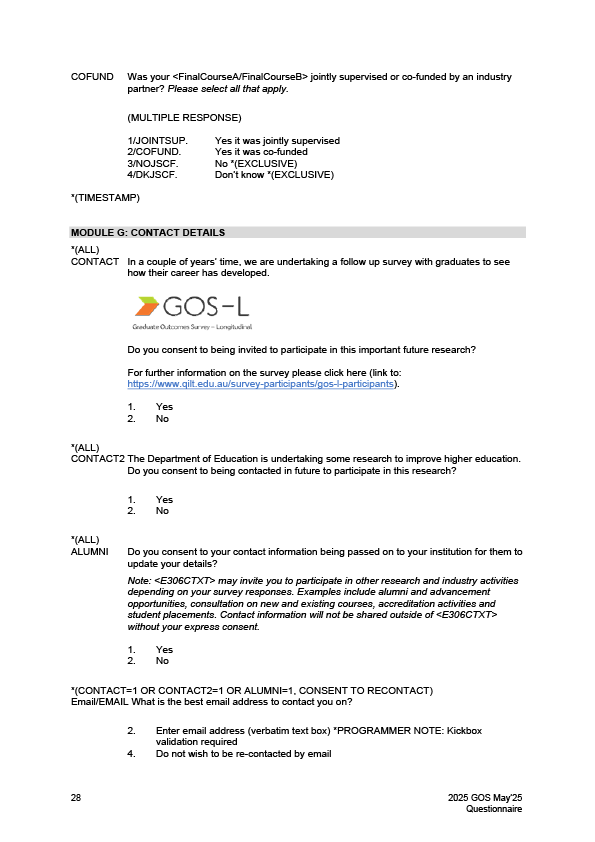 COFUND Was your <FinalCourseA/FinalCourseB> jointly supervised or co-funded by an industry
partner? Please select all that apply.
(MULTIPLE RESPONSE)
1/JOINTSUP. Yes it was jointly supervised
2/COFUND. Yes it was co-funded
3/NOJSCF. No *(EXCLUSIVE)
4/DKJSCF. Don't know *(EXCLUSIVE)
*(TIMESTAMP)
MODULE G: CONTACT DETAILS
*(ALL)
CONTACT In a couple of years' time, we are undertaking a follow up survey with graduates to see
how their career has developed.
GOS-L
Graduate Outcomes Survey – Longitudinal
Do you consent to being invited to participate in this important future research?
For further information on the survey please click here (link to:
https://www.qilt.edu.au/survey-participants/gos-l-participants).
1. Yes
2. No
*(ALL)
CONTACT2 The Department of Education is undertaking some research to improve higher education.
Do you consent to being contacted in future to participate in this research?
1. Yes
2. No
*(ALL)
ALUMNI Do you consent to your contact information being passed on to your institution for them to
update your details?
Note: <E306CTXT> may invite you to participate in other research and industry activities
depending on your survey responses. Examples include alumni and advancement
opportunities, consultation on new and existing courses, accreditation activities and
student placements. Contact information will not be shared outside of <E306CTXT>
without your express consent.
1. Yes
2. No
*(CONTACT=1 OR CONTACT2=1 OR ALUMNI=1, CONSENT TO RECONTACT)
Email/EMAIL What is the best email address to contact you on?
2. Enter email address (verbatim text box) *PROGRAMMER NOTE: Kickbox
validation required
4. Do not wish to be re-contacted by email
28
2025 GOS May'25
Questionnaire